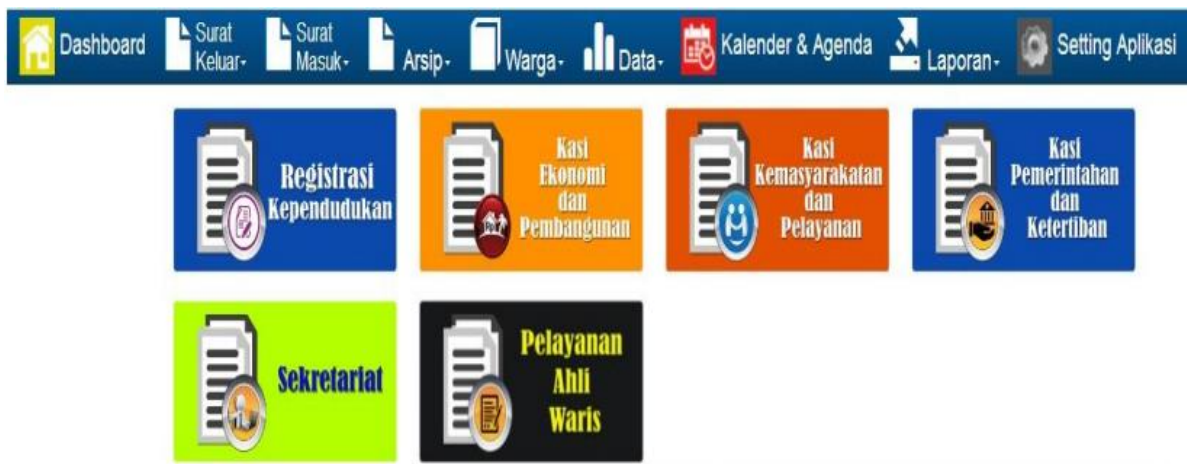 Dashboard
Surat
Keluar
Surat
Masuk
Arsip
Warga
Data
Kalender & Agenda
Laporan
Setting Aplikasi
Registrasi
Kependudukan
Kasi
Ekonomi
dan
Pembangunan
Kasi
Kemasyarakatan
dan
Pelayanan
Kasi
Pemerintahan
dan
Ketertiban
Sekretariat
Pelayanan
Ahli
Waris